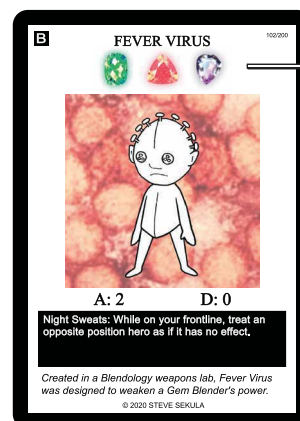 B
102/200
FEVER VIRUS
A: 2 D: 0
Night Sweats: While on your frontline, treat an
opposite position hero as if it has no effect.
Created in a Blendology weapons lab, Fever Virus
was designed to weaken a Gem Blender's power.
© 2020 STEVE SEKULA